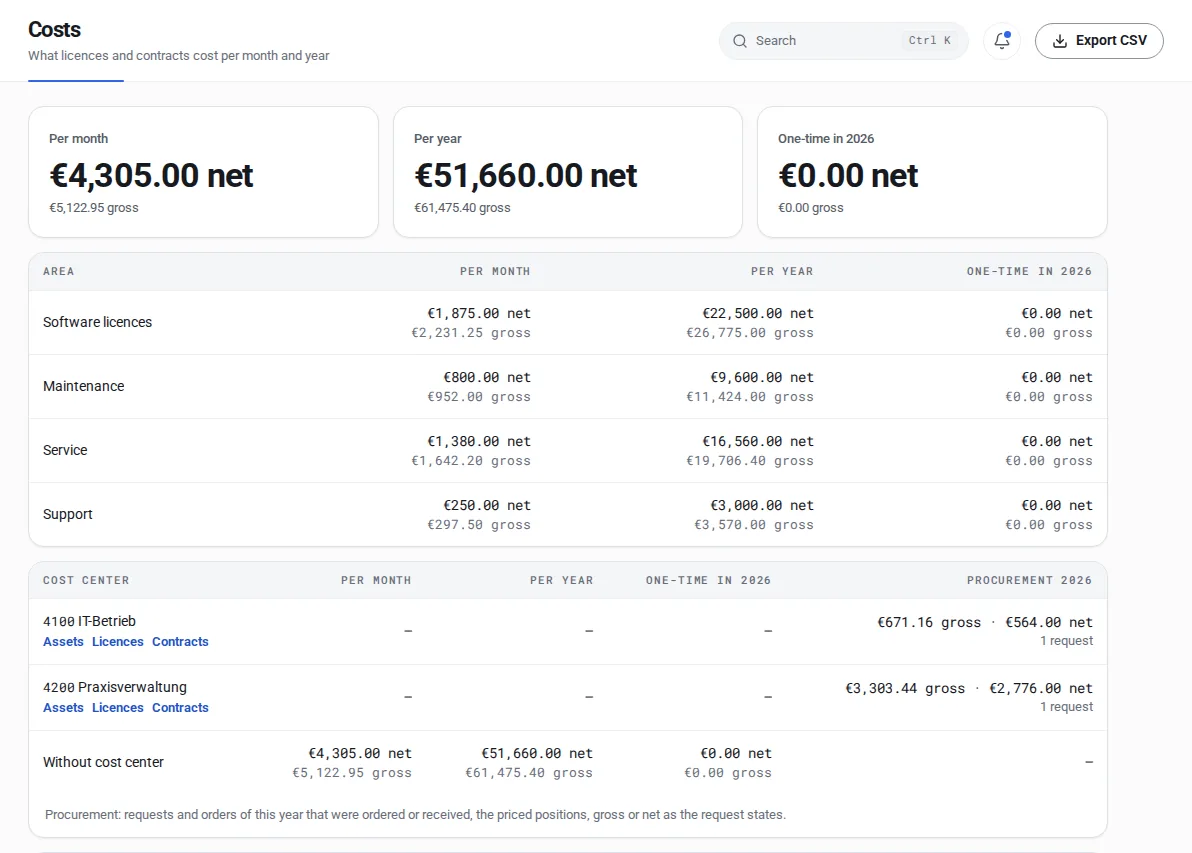 Costs
What licences and contracts cost per month and year
Search Ctrl K
Export CSV
Per month
€4,305.00 net
€5,122.95 gross
Per year
€51,660.00 net
€61,475.40 gross
One-time in 2026
€0.00 net
€0.00 gross
AREA PER MONTH PER YEAR ONE-TIME IN 2026
Software licences
€1,875.00 net €22,500.00 net €0.00 net
€2,231.25 gross €26,775.00 gross €0.00 gross
Maintenance
€800.00 net €9,600.00 net €0.00 net
€952.00 gross €11,424.00 gross €0.00 gross
Service
€1,380.00 net €16,560.00 net €0.00 net
€1,642.20 gross €19,706.40 gross €0.00 gross
Support
€250.00 net €3,000.00 net €0.00 net
€297.50 gross €3,570.00 gross €0.00 gross
COST CENTER PER MONTH PER YEAR ONE-TIME IN 2026 PROCUREMENT 2026
4100 IT-Betrieb – – – €671.16 gross · €564.00 net
Assets Licences Contracts 1 request
4200 Praxisverwaltung – – – €3,303.44 gross · €2,776.00 net
Assets Licences Contracts 1 request
Without cost center
€4,305.00 net €51,660.00 net €0.00 net –
€5,122.95 gross €61,475.40 gross €0.00 gross
Procurement: requests and orders of this year that were ordered or received, the priced positions, gross or net as the request states.